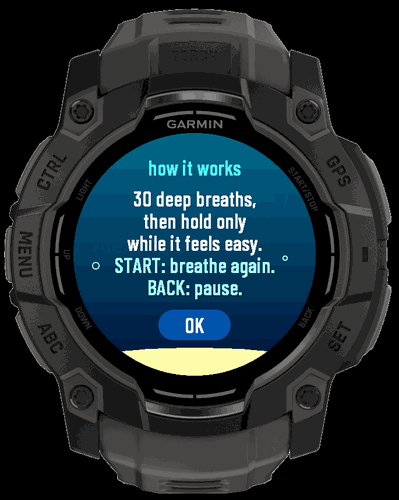 GARMIN
CTRL
LIGHT
GPS
START/STOP
MENU
UP
ABC
DOWN
SET
BACK
how it works
30 deep breaths,
then hold only
while it feels easy.
START: breathe again.
BACK: pause.
OK